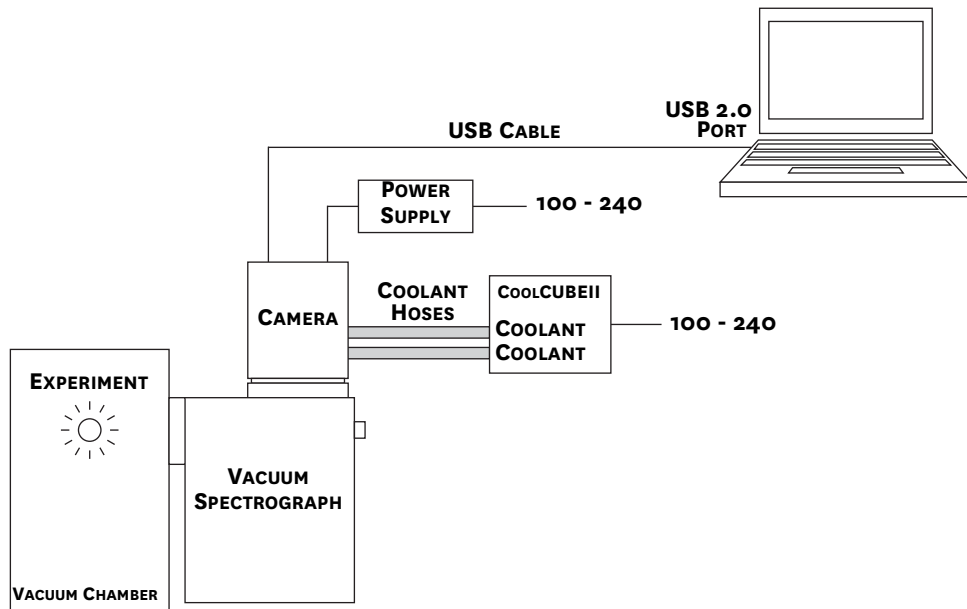 USB 2.0
Port
USB Cable
Power
Supply
100 - 240
Coolant
Hoses
CoolCUBEII
Camera
Coolant
Coolant
100 - 240
Experiment
Vacuum
Spectrograph
Vacuum Chamber